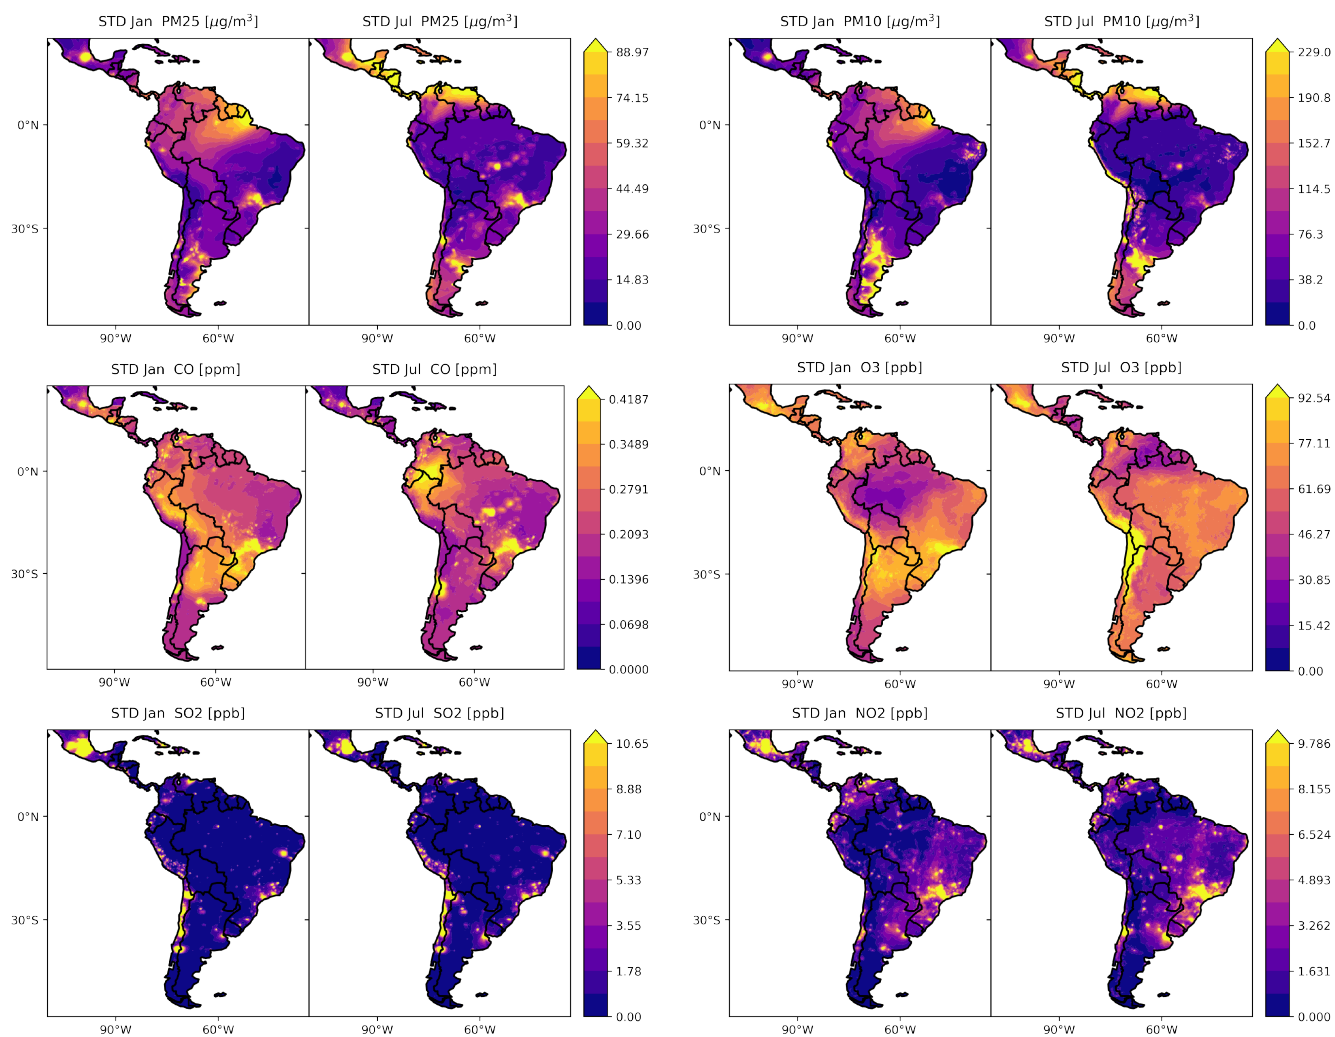 STD Jan  PM25 [μg/m³]
STD Jul  PM25 [μg/m³]
88.97
74.15
59.32
44.49
29.66
14.83
0.00
0°N
30°S
90°W
60°W
90°W
60°W
STD Jan  PM10 [μg/m³]
STD Jul  PM10 [μg/m³]
229.0
190.8
152.7
114.5
76.3
38.2
0.0
90°W
60°W
90°W
60°W
STD Jan  CO [ppm]
STD Jul  CO [ppm]
0.4187
0.3489
0.2791
0.2093
0.1396
0.0698
0.0000
0°N
30°S
90°W
60°W
90°W
60°W
STD Jan  O3 [ppb]
STD Jul  O3 [ppb]
92.54
77.11
61.69
46.27
30.85
15.42
0.00
0°N
30°S
90°W
60°W
90°W
60°W
STD Jan  SO2 [ppb]
STD Jul  SO2 [ppb]
10.65
8.88
7.10
5.33
3.55
1.78
0.00
0°N
30°S
90°W
60°W
90°W
60°W
STD Jan  NO2 [ppb]
STD Jul  NO2 [ppb]
9.786
8.155
6.524
4.893
3.262
1.631
0.000
0°N
30°S
90°W
60°W
90°W
60°W